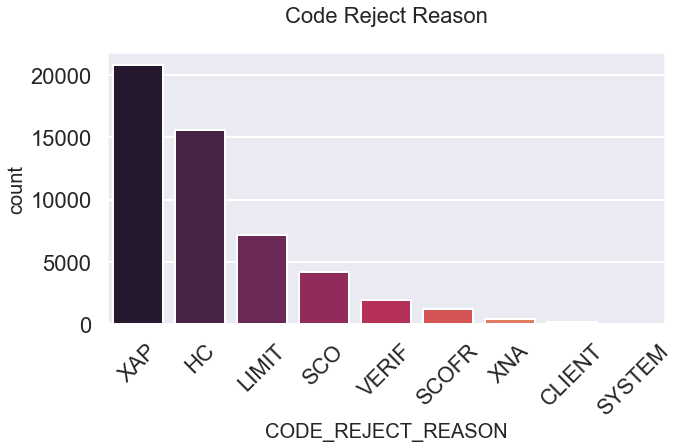 Code Reject Reason
20000
15000
10000
5000
0
count
XAP
HC
LIMIT
SCO
VERIF
SCOFR
XNA
CLIENT
SYSTEM
CODE_REJECT_REASON